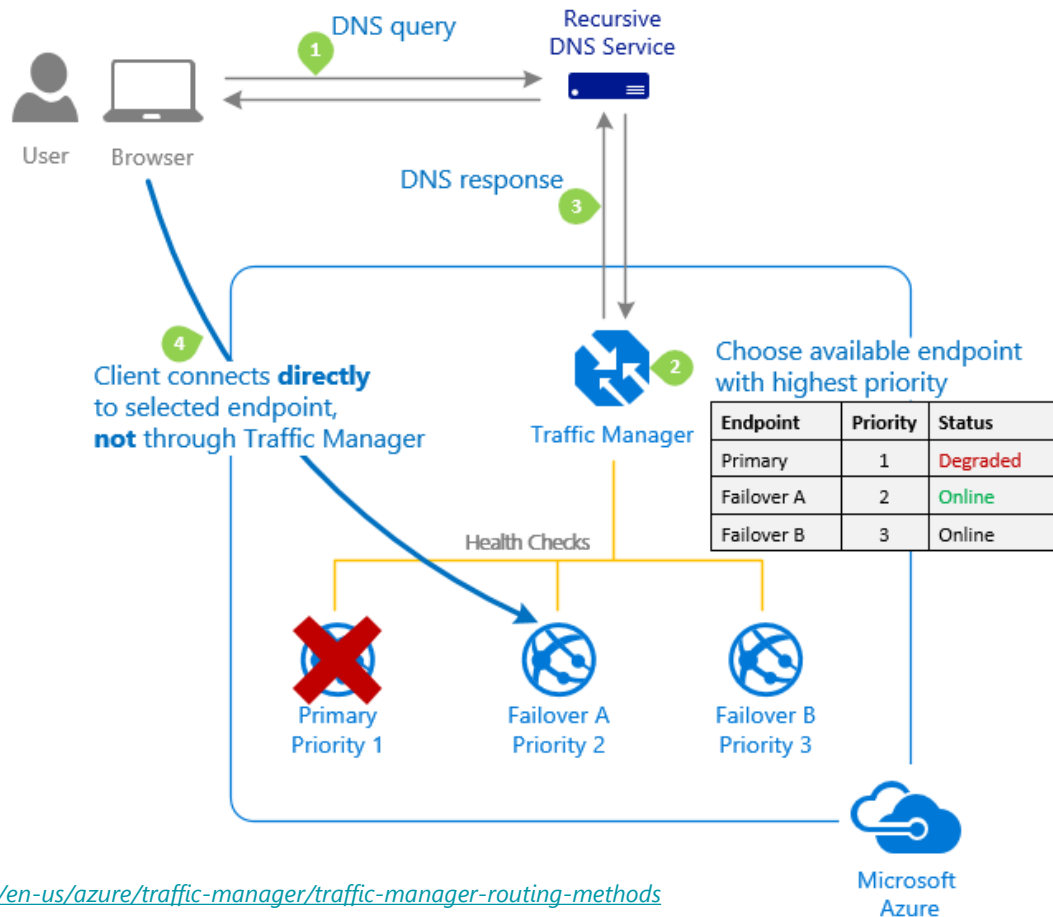 DNS query
1
Recursive
DNS Service
User
Browser
DNS response
3
4
Client connects directly
to selected endpoint,
not through Traffic Manager
2
Traffic Manager
Choose available endpoint
with highest priority
Endpoint Priority Status
Primary 1 Degraded
Failover A 2 Online
Failover B 3 Online
Health Checks
Primary
Priority 1
Failover A
Priority 2
Failover B
Priority 3
Microsoft
Azure
/en-us/azure/traffic-manager/traffic-manager-routing-methods